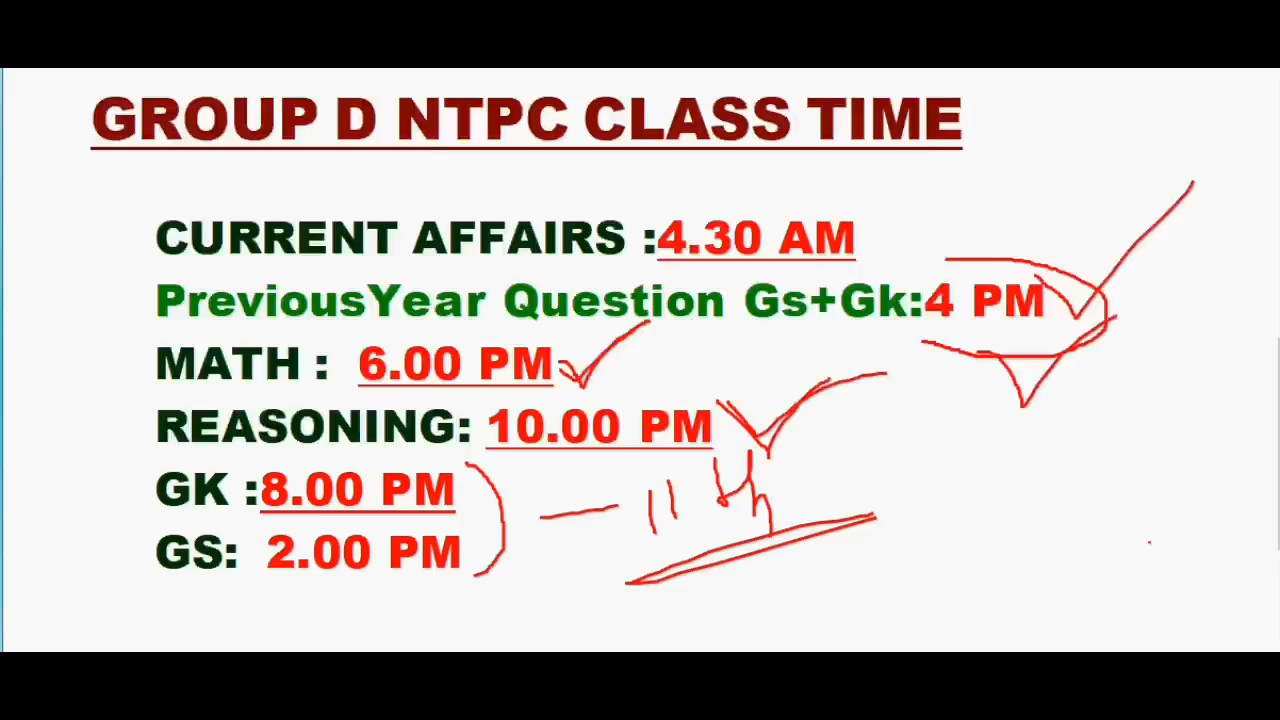 GROUP D NTPC CLASS TIME
CURRENT AFFAIRS :4.30 AM
PreviousYear Question Gs+Gk:4 PM
MATH : 6.00 PM
REASONING: 10.00 PM
GK :8.00 PM
GS: 2.00 PM